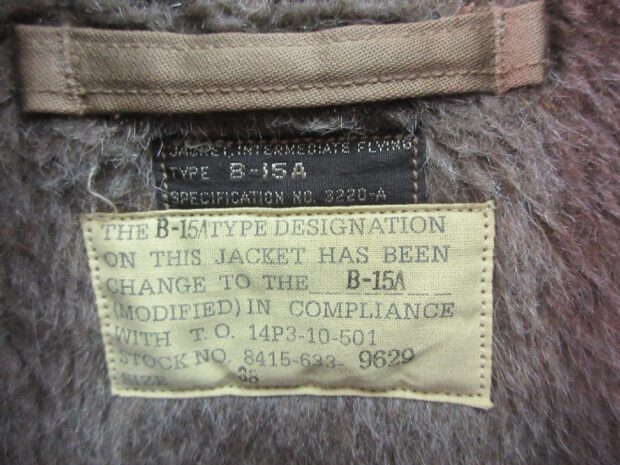 JACKET, INTERMEDIATE FLYING
TYPE B-15A
SPECIFICATION NO. 3220-A
THE B-15A TYPE DESIGNATION
ON THIS JACKET HAS BEEN
CHANGE TO THE B-15A
(MODIFIED) IN COMPLIANCE
WITH T. O. 14P3-10-501
STOCK NO. 8415-633-9629
SIZE 38